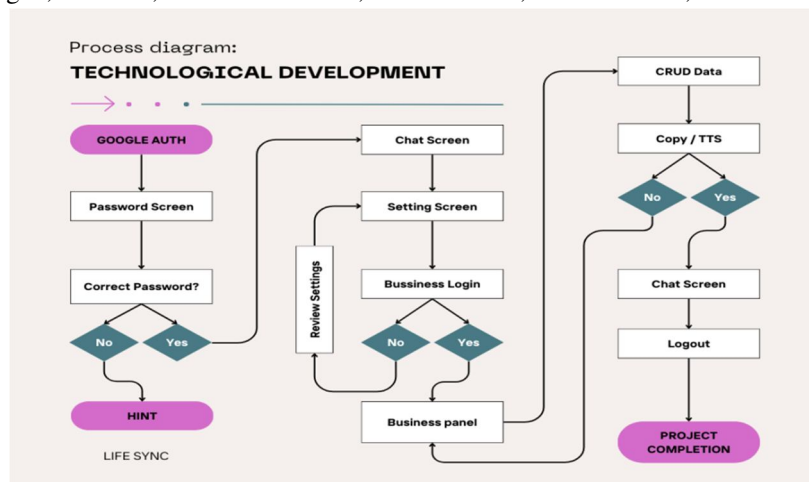 Process diagram:
TECHNOLOGICAL DEVELOPMENT
GOOGLE AUTH
Password Screen
Correct Password?
No
Yes
HINT
LIFE SYNC
Chat Screen
Setting Screen
Review Settings
Bussiness Login
No
Yes
Business panel
CRUD Data
Copy / TTS
No
Yes
Chat Screen
Logout
PROJECT
COMPLETION